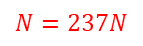 N = 237N